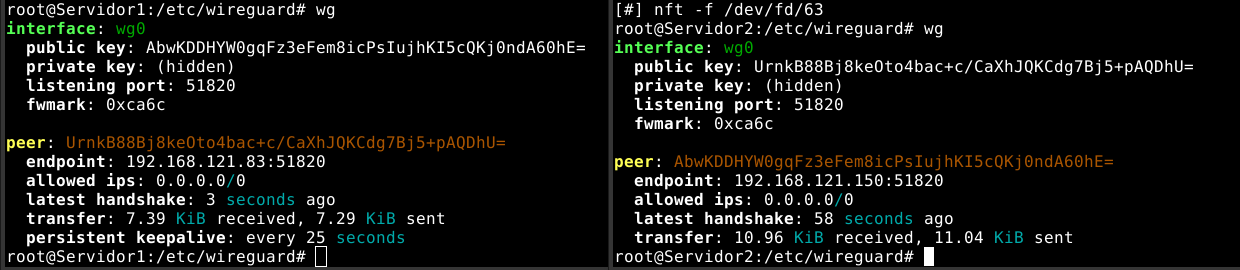 root@Servidor1:/etc/wireguard# wg
interface: wg0
public key: AbwKDDHYW0gqFz3eFem8icPsIujhKI5cQKj0ndA60hE=
private key: (hidden)
listening port: 51820
fwmark: 0xca6c
peer: UrnkB88Bj8keOto4bac+c/CaXhJQKCdg7Bj5+pAQDhU=
endpoint: 192.168.121.83:51820
allowed ips: 0.0.0.0/0
latest handshake: 3 seconds ago
transfer: 7.39 KiB received, 7.29 KiB sent
persistent keepalive: every 25 seconds
root@Servidor1:/etc/wireguard#
[#] nft -f /dev/fd/63
root@Servidor2:/etc/wireguard# wg
interface: wg0
public key: UrnkB88Bj8keOto4bac+c/CaXhJQKCdg7Bj5+pAQDhU=
private key: (hidden)
listening port: 51820
fwmark: 0xca6c
peer: AbwKDDHYW0gqFz3eFem8icPsIujhKI5cQKj0ndA60hE=
endpoint: 192.168.121.150:51820
allowed ips: 0.0.0.0/0
latest handshake: 58 seconds ago
transfer: 10.96 KiB received, 11.04 KiB sent
root@Servidor2:/etc/wireguard#